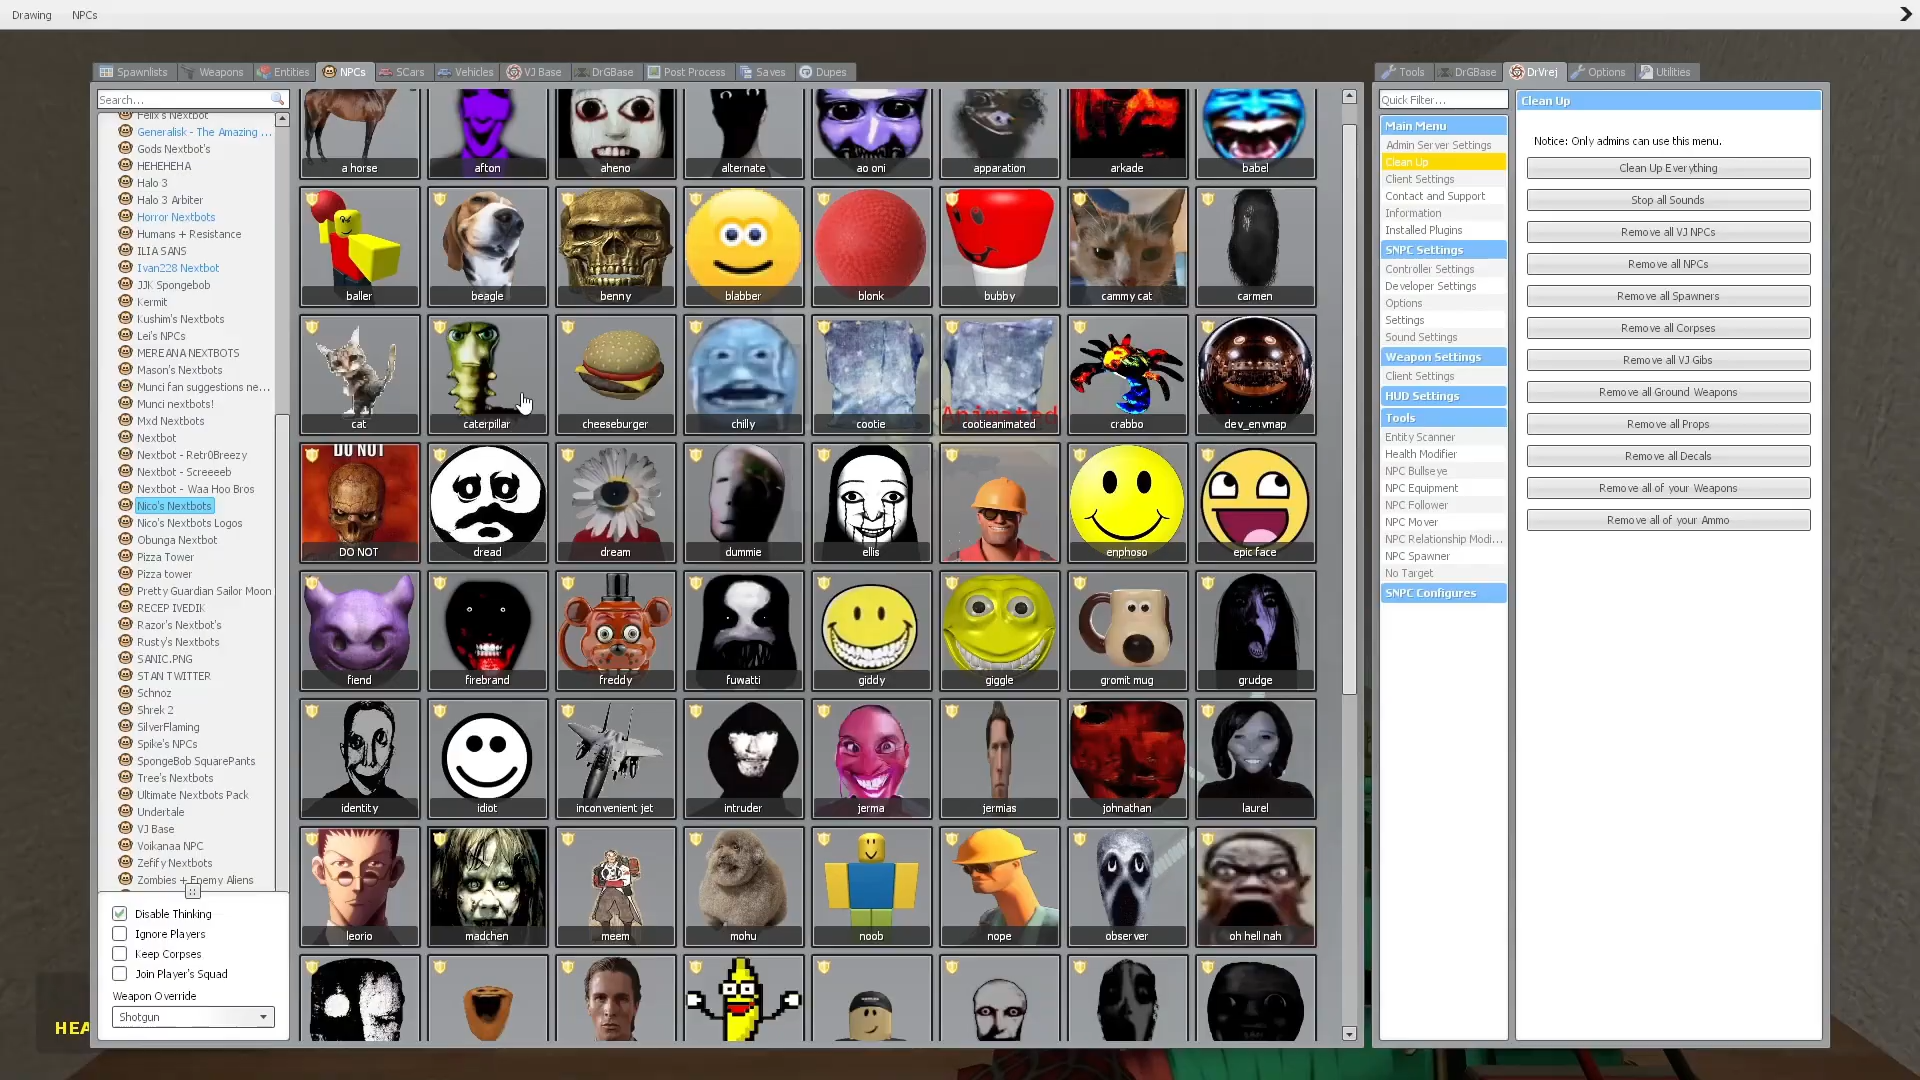 Drawing NPCs
Spawnlists Weapons Entities NPCs SCars Vehicles VJ Base DrGBase Post Process Saves Dupes
Search...
Felix's Nextbot
Generalisk - The Amazing ...
Gods Nextbot's
HEHEHEHA
Halo 3
Halo 3 Arbiter
Horror Nextbots
Humans + Resistance
ILIA SANS
Ivan228 Nextbot
JJK Spongebob
Kermit
Kushim's Nextbots
Lei's NPCs
MEREANA NEXTBOTS
Mason's Nextbots
Munci fan suggestions ne...
Munci nextbots!
Mxd Nextbots
Nextbot
Nextbot - Retr0Breezy
Nextbot - Screeeeb
Nextbot - Waa Hoo Bros
Nico's Nextbots
Nico's Nextbots Logos
Obunga Nextbot
Pizza Tower
Pizza tower
Pretty Guardian Sailor Moon
RECEP IVEDIK
Razor's Nextbot's
Rusty's Nextbots
SANIC.PNG
STAN TWITTER
Schnoz
Shrek 2
SilverFlaming
Spike's NPCs
SpongeBob SquarePants
Tree's Nextbots
Ultimate Nextbots Pack
Undertale
VJ Base
Voikanaa NPC
Zefify Nextbots
Zombies + Enemy Aliens
Disable Thinking
Ignore Players
Keep Corpses
Join Player's Squad
Weapon Override
Shotgun
HEA
a horse afton aheno alternate ao oni apparation arkade babel
baller beagle benny blabber blonk bubby cammy cat carmen
Animated
cat caterpillar cheeseburger chilly cootie cootieanimated crabbo dev_envmap
DO NOT
DO NOT dread dream dummie ellis enphoso epic face
fiend firebrand freddy fuwatti giddy giggle gromit mug grudge
identity idiot inconvenient jet intruder jerma jermias johnathan laurel
leorio madchen meem mohu noob nope observer oh hell nah
Tools DrGBase DrVrej Options Utilities
Quick Filter...
Main Menu
Admin Server Settings
Clean Up
Client Settings
Contact and Support
Information
Installed Plugins
SNPC Settings
Controller Settings
Developer Settings
Options
Settings
Sound Settings
Weapon Settings
Client Settings
HUD Settings
Tools
Entity Scanner
Health Modifier
NPC Bullseye
NPC Equipment
NPC Follower
NPC Mover
NPC Relationship Modi...
NPC Spawner
No Target
SNPC Configures
Clean Up
Notice: Only admins can use this menu.
Clean Up Everything
Stop all Sounds
Remove all VJ NPCs
Remove all NPCs
Remove all Spawners
Remove all Corpses
Remove all VJ Gibs
Remove all Ground Weapons
Remove all Props
Remove all Decals
Remove all of your Weapons
Remove all of your Ammo